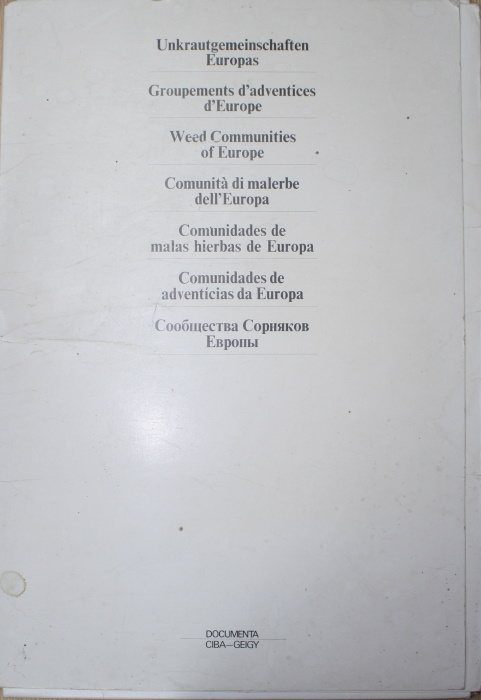 Unkrautgemeinschaften
Europas
Groupements d'adventices
d'Europe
Weed Communities
of Europe
Comunità di malerbe
dell'Europa
Comunidades de
malas hierbas de Europa
Comunidades de
adventícias da Europa
Сообщества Сорняков
Европы
DOCUMENTA
CIBA—GEIGY